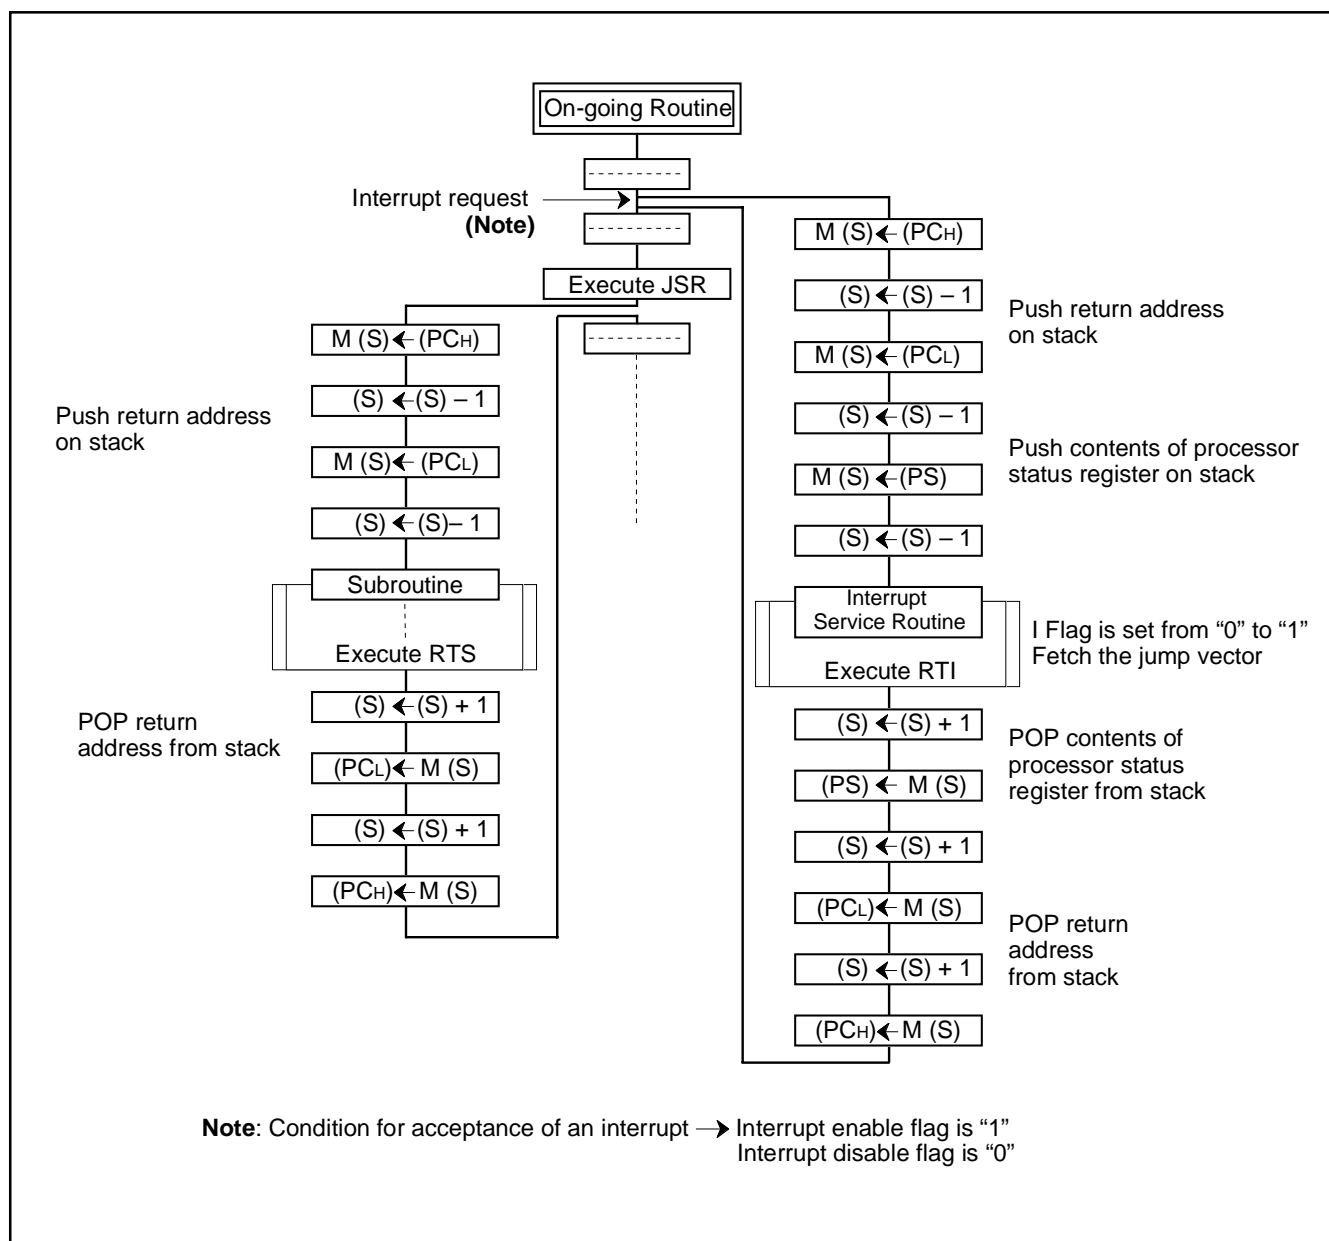 On-going Routine
Interrupt request
(Note)
Execute JSR
M (S) ← (PCH)
(S) ← (S) – 1
M (S) ← (PCL)
(S) ← (S)– 1
Push return address
on stack
Subroutine
Execute RTS
(S) ← (S) + 1
(PCL) ← M (S)
(S) ← (S) + 1
(PCH) ← M (S)
POP return
address from stack
M (S) ← (PCH)
(S) ← (S) – 1
M (S) ← (PCL)
(S) ← (S) – 1
M (S) ← (PS)
(S) ← (S) – 1
Push return address
on stack
Push contents of processor
status register on stack
Interrupt
Service Routine
Execute RTI
I Flag is set from “0” to “1”
Fetch the jump vector
(S) ← (S) + 1
(PS) ← M (S)
(S) ← (S) + 1
(PCL) ← M (S)
(S) ← (S) + 1
(PCH) ← M (S)
POP contents of
processor status
register from stack
POP return
address
from stack
Note: Condition for acceptance of an interrupt → Interrupt enable flag is “1”
Interrupt disable flag is “0”